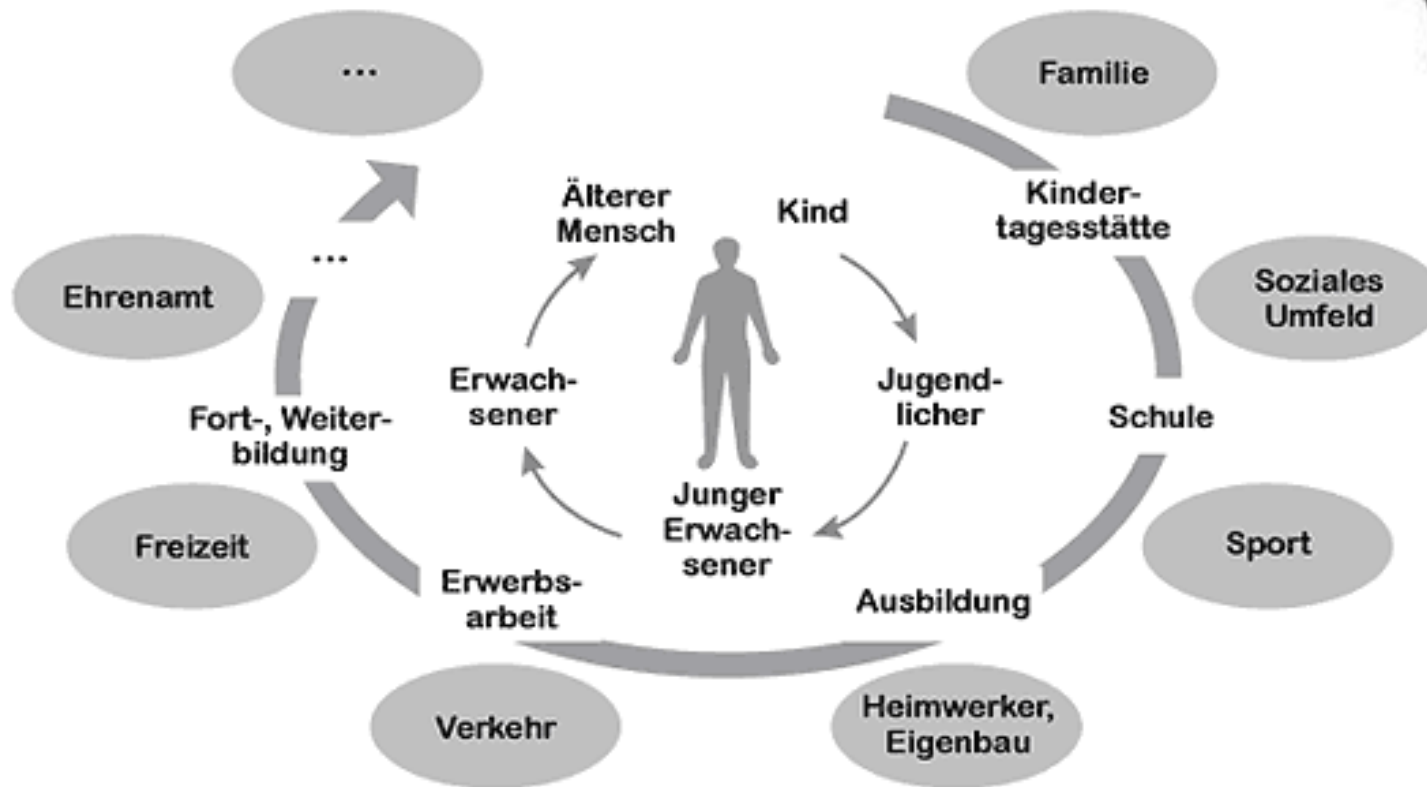 ...
Familie
Älterer
Mensch
Kind
Kinder-
tagesstätte
...
Ehrenamt
Soziales
Umfeld
Erwach-
sener
Jugend-
licher
Fort-, Weiter-
bildung
Schule
Junger
Erwach-
sener
Freizeit
Sport
Erwerbs-
arbeit
Ausbildung
Verkehr
Heimwerker,
Eigenbau